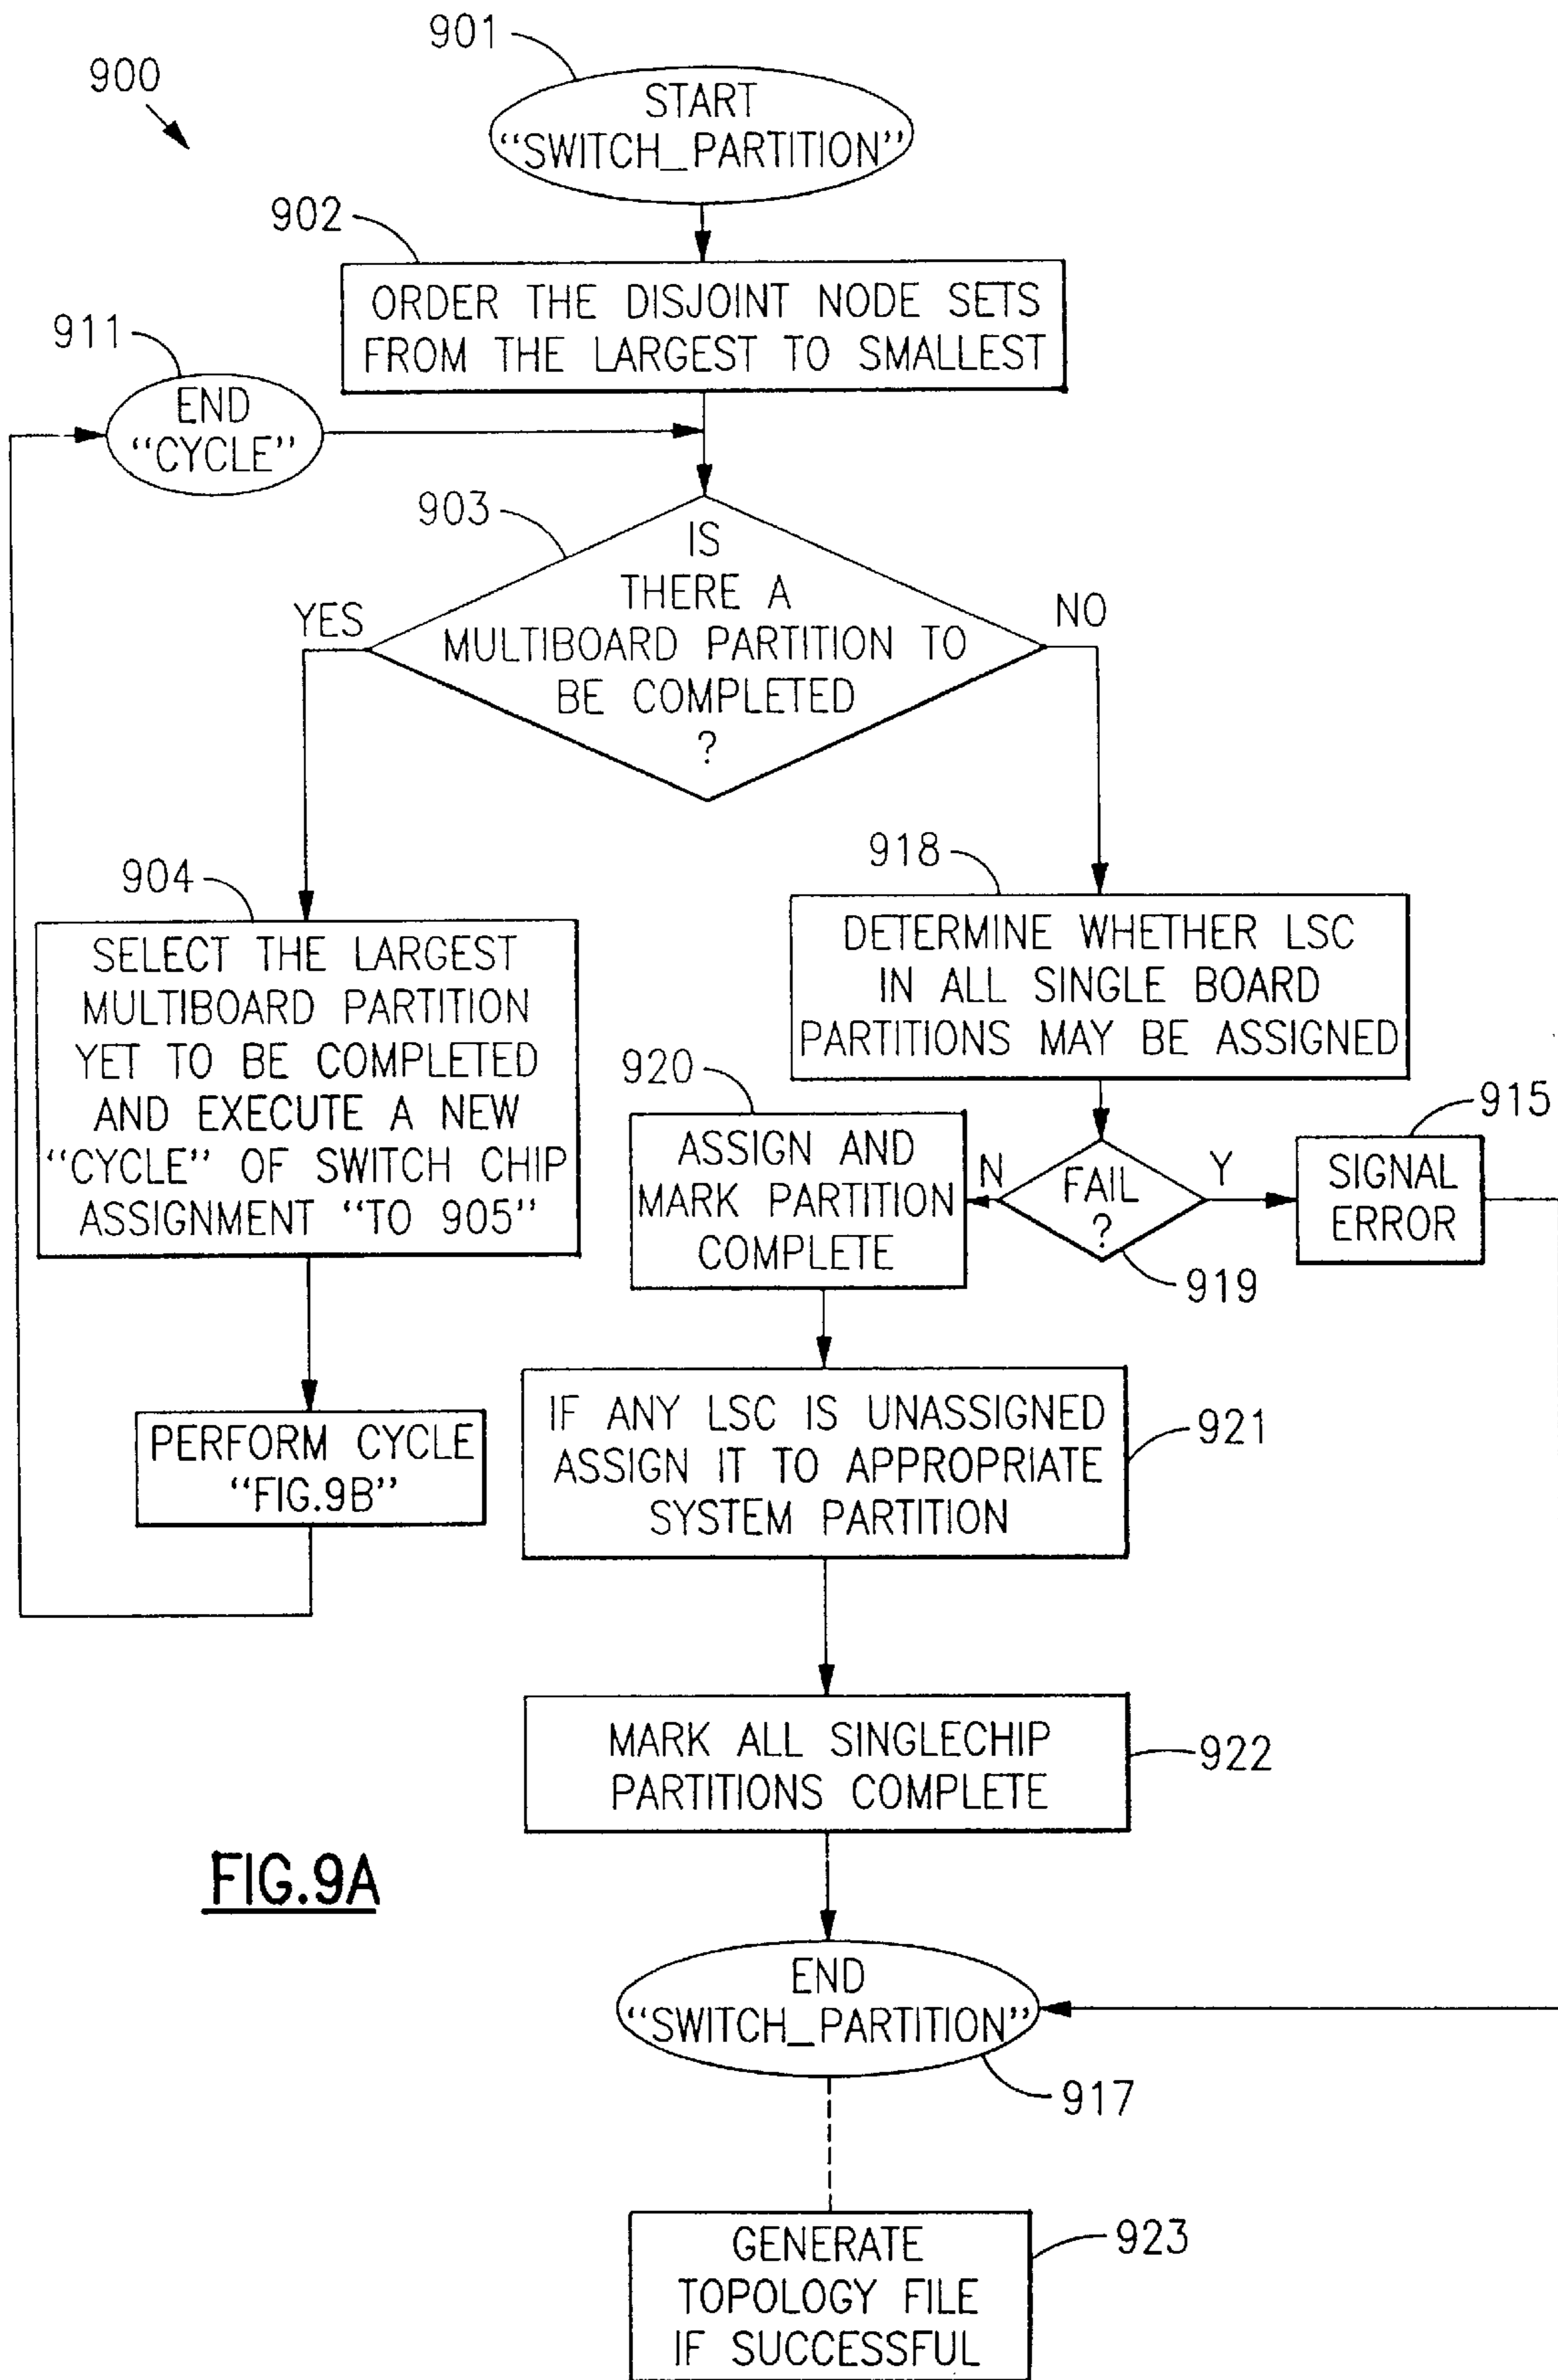 900
901
START
“SWITCH_PARTITION”
902
ORDER THE DISJOINT NODE SETS
FROM THE LARGEST TO SMALLEST
911
END
“CYCLE”
903
IS
THERE A
MULTIBOARD PARTITION TO
BE COMPLETED
?
YES
NO
904
SELECT THE LARGEST
MULTIBOARD PARTITION
YET TO BE COMPLETED
AND EXECUTE A NEW
“CYCLE” OF SWITCH CHIP
ASSIGNMENT “TO 905”
PERFORM CYCLE
“FIG.9B”
918
DETERMINE WHETHER LSC
IN ALL SINGLE BOARD
PARTITIONS MAY BE ASSIGNED
920
ASSIGN AND
MARK PARTITION
COMPLETE
N
FAIL
?
Y
919
915
SIGNAL
ERROR
IF ANY LSC IS UNASSIGNED
ASSIGN IT TO APPROPRIATE
SYSTEM PARTITION
921
MARK ALL SINGLECHIP
PARTITIONS COMPLETE
922
FIG.9A
END
“SWITCH_PARTITION”
917
GENERATE
TOPOLOGY FILE
IF SUCCESSFUL
923